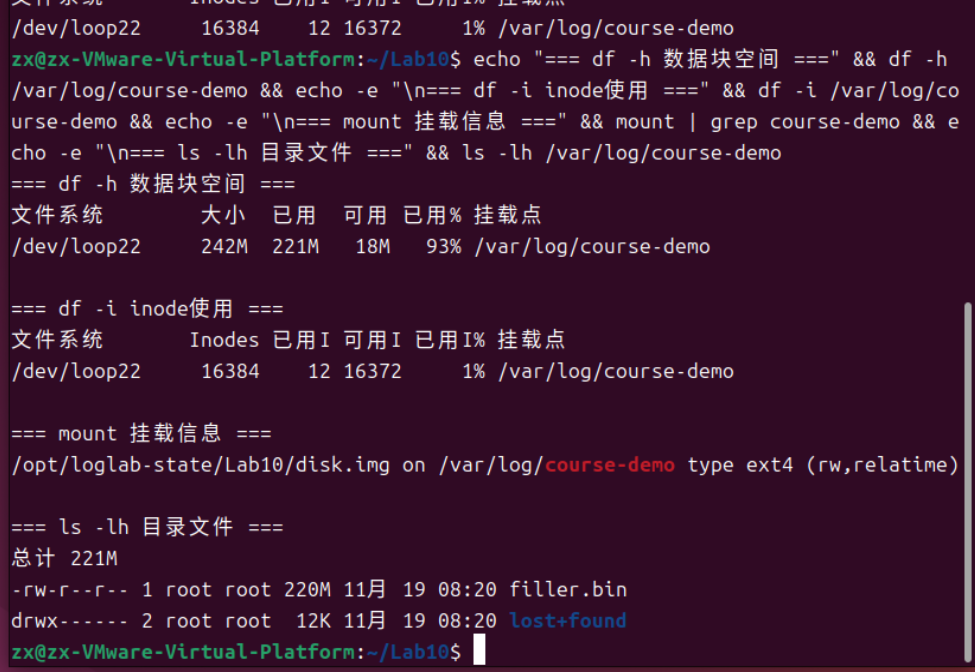 /dev/loop22 16384 12 16372 1% /var/log/course-demo
zx@zx-VMware-Virtual-Platform:~/Lab10$ echo "=== df -h 数据块空间 ===" && df -h
/var/log/course-demo && echo -e "\n=== df -i inode使用 ===" && df -i /var/log/co
urse-demo && echo -e "\n=== mount 挂载信息 ===" && mount | grep course-demo && e
cho -e "\n=== ls -lh 目录文件 ===" && ls -lh /var/log/course-demo
=== df -h 数据块空间 ===
文件系统 大小 已用 可用 已用% 挂载点
/dev/loop22 242M 221M 18M 93% /var/log/course-demo
=== df -i inode使用 ===
文件系统 Inodes 已用I 可用I 已用I% 挂载点
/dev/loop22 16384 12 16372 1% /var/log/course-demo
=== mount 挂载信息 ===
/opt/loglab-state/Lab10/disk.img on /var/log/course-demo type ext4 (rw,relatime)
=== ls -lh 目录文件 ===
总计 221M
-rw-r--r-- 1 root root 220M 11月 19 08:20 filler.bin
drwx------ 2 root root 12K 11月 19 08:20 lost+found
zx@zx-VMware-Virtual-Platform:~/Lab10$